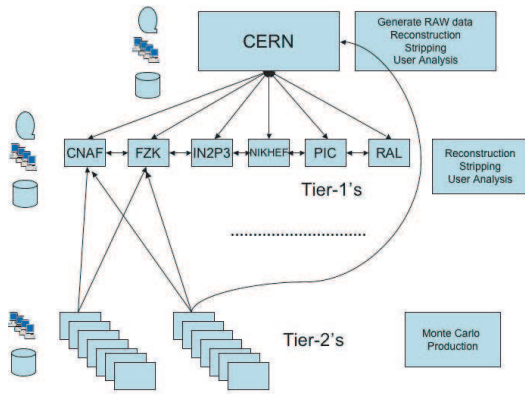 CERN
Generate RAW data
Reconstruction
Stripping
User Analysis
CNAF
FZK
IN2P3
NIKHEF
PIC
RAL
Reconstruction
Stripping
User Analysis
Tier-1's
Tier-2's
Monte Carlo
Production